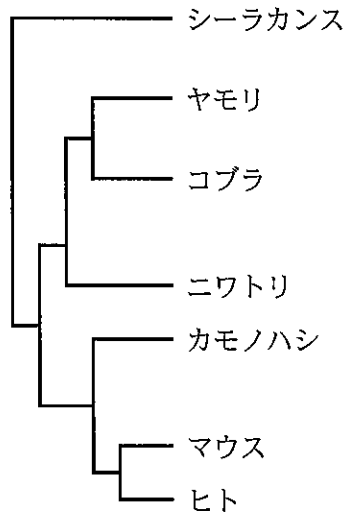 シーラカンス
ヤモリ
コブラ
ニワトリ
カモノハシ
マウス
ヒト